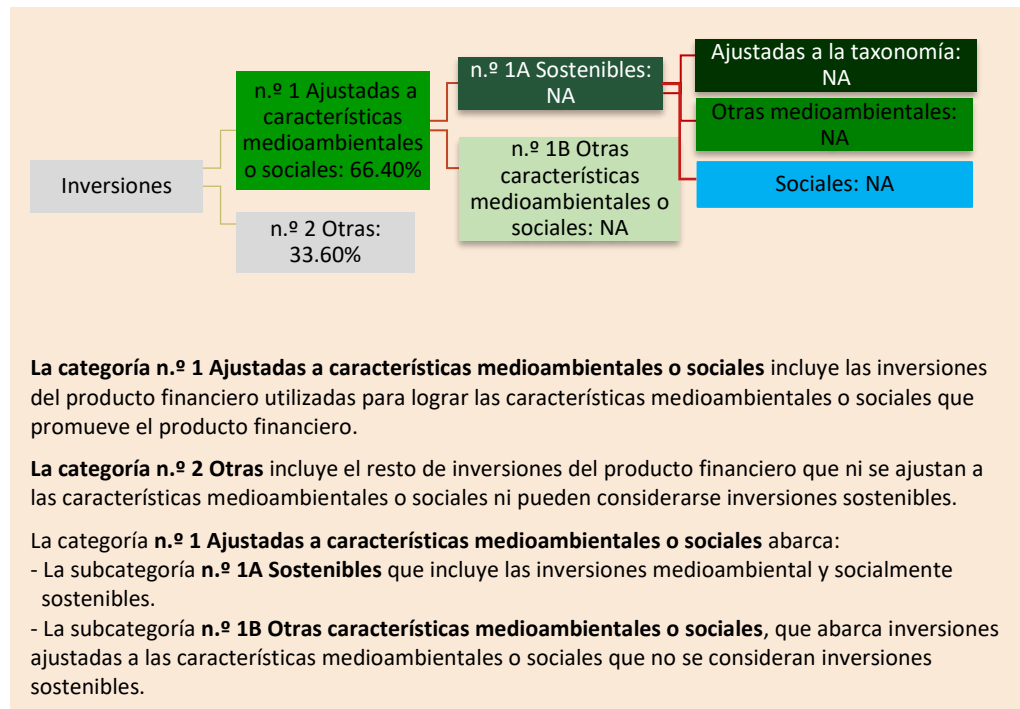 Inversiones
n.º 1 Ajustadas a
características
medioambientales
o sociales: 66.40%
n.º 2 Otras:
33.60%
n.º 1A Sostenibles:
NA
n.º 1B Otras
características
medioambientales o
sociales: NA
Ajustadas a la taxonomía:
NA
Otras medioambientales:
NA
Sociales: NA
La categoría n.º 1 Ajustadas a características medioambientales o sociales incluye las inversiones
del producto financiero utilizadas para lograr las características medioambientales o sociales que
promueve el producto financiero.
La categoría n.º 2 Otras incluye el resto de inversiones del producto financiero que ni se ajustan a
las características medioambientales o sociales ni pueden considerarse inversiones sostenibles.
La categoría n.º 1 Ajustadas a características medioambientales o sociales abarca:
- La subcategoría n.º 1A Sostenibles que incluye las inversiones medioambiental y socialmente
sostenibles.
- La subcategoría n.º 1B Otras características medioambientales o sociales, que abarca inversiones
ajustadas a las características medioambientales o sociales que no se consideran inversiones
sostenibles.